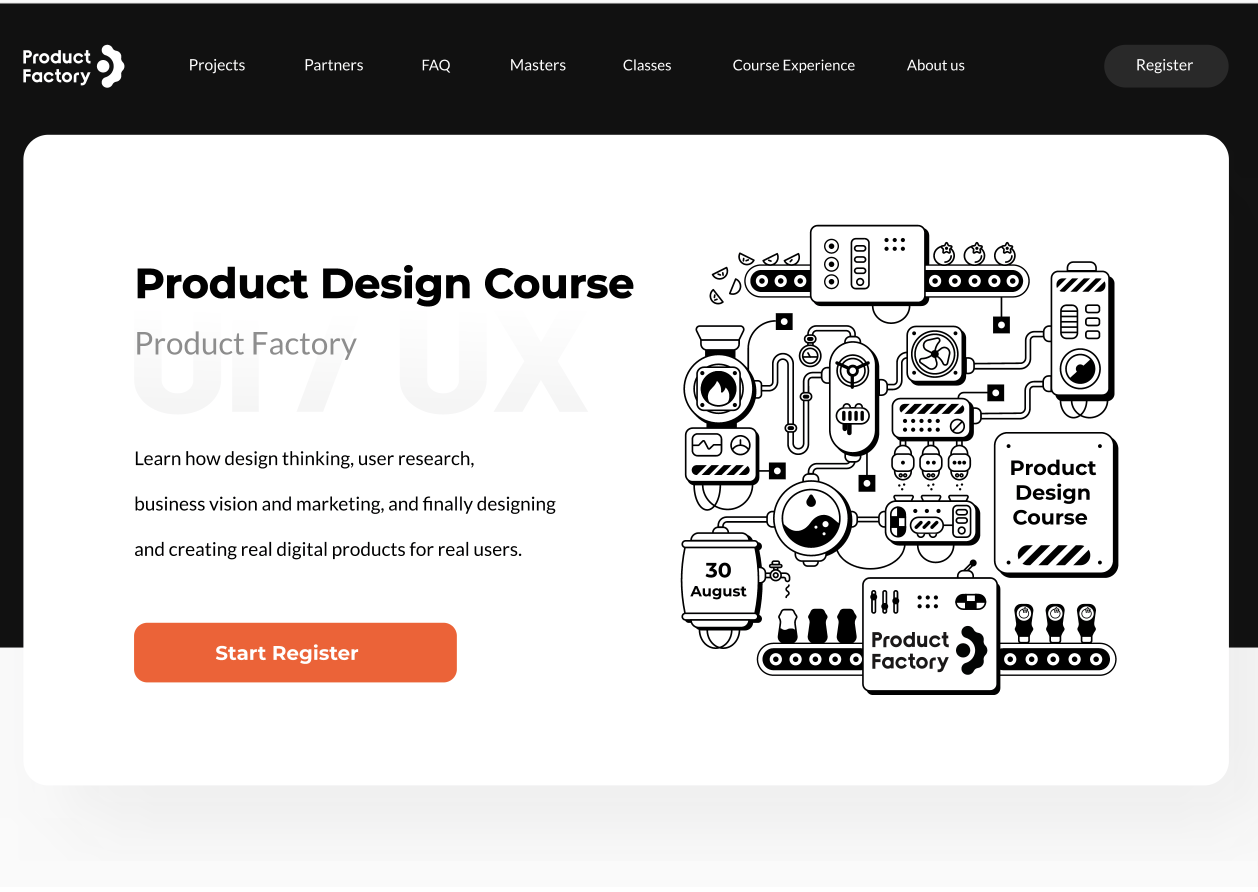 Product
Factory
Projects
Partners
FAQ
Masters
Classes
Course Experience
About us
Register
Product Design Course
Product Factory
UI/ UX
Learn how design thinking, user research,
business vision and marketing, and finally designing
and creating real digital products for real users.
Start Register
Product
Design
Course
30
August
Product
Factory